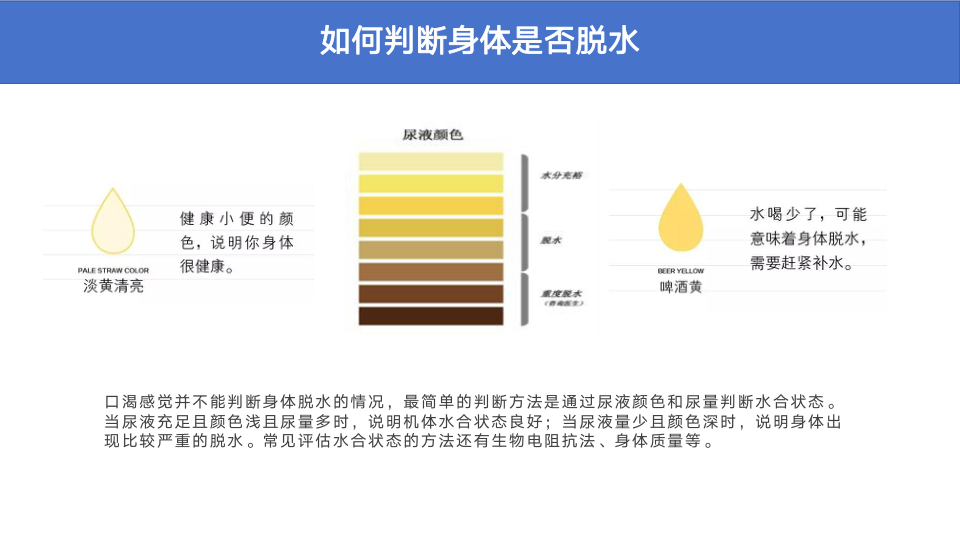 如何判断身体是否脱水
尿液颜色
水分充裕
脱水
重度脱水
（咨询医生）
PALE STRAW COLOR
淡黄清亮
健康小便的颜
色，说明你身体
很健康。
BEER YELLOW
啤酒黄
水喝少了，可能
意味着身体脱水，
需要赶紧补水。
口渴感觉并不能判断身体脱水的情况，最简单的判断方法是通过尿液颜色和尿量判断水合状态。
当尿液充足且颜色浅且尿量多时，说明机体水合状态良好；当尿液量少且颜色深时，说明身体出
现比较严重的脱水。常见评估水合状态的方法还有生物电阻抗法、身体质量等。